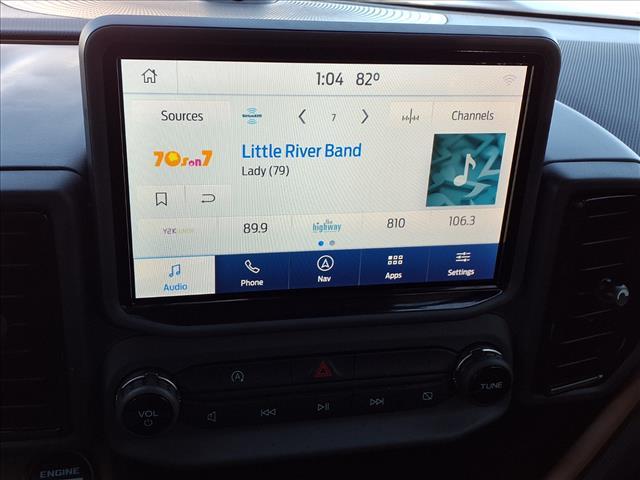 1:04 82°
Sources
SiriusXM
7
Channels
70s on 7
Little River Band
Lady (79)
Y2K
89.9
the highway
810
106.3
Audio
Phone
Nav
Apps
Settings
A
VOL
TUNE
ENGINE